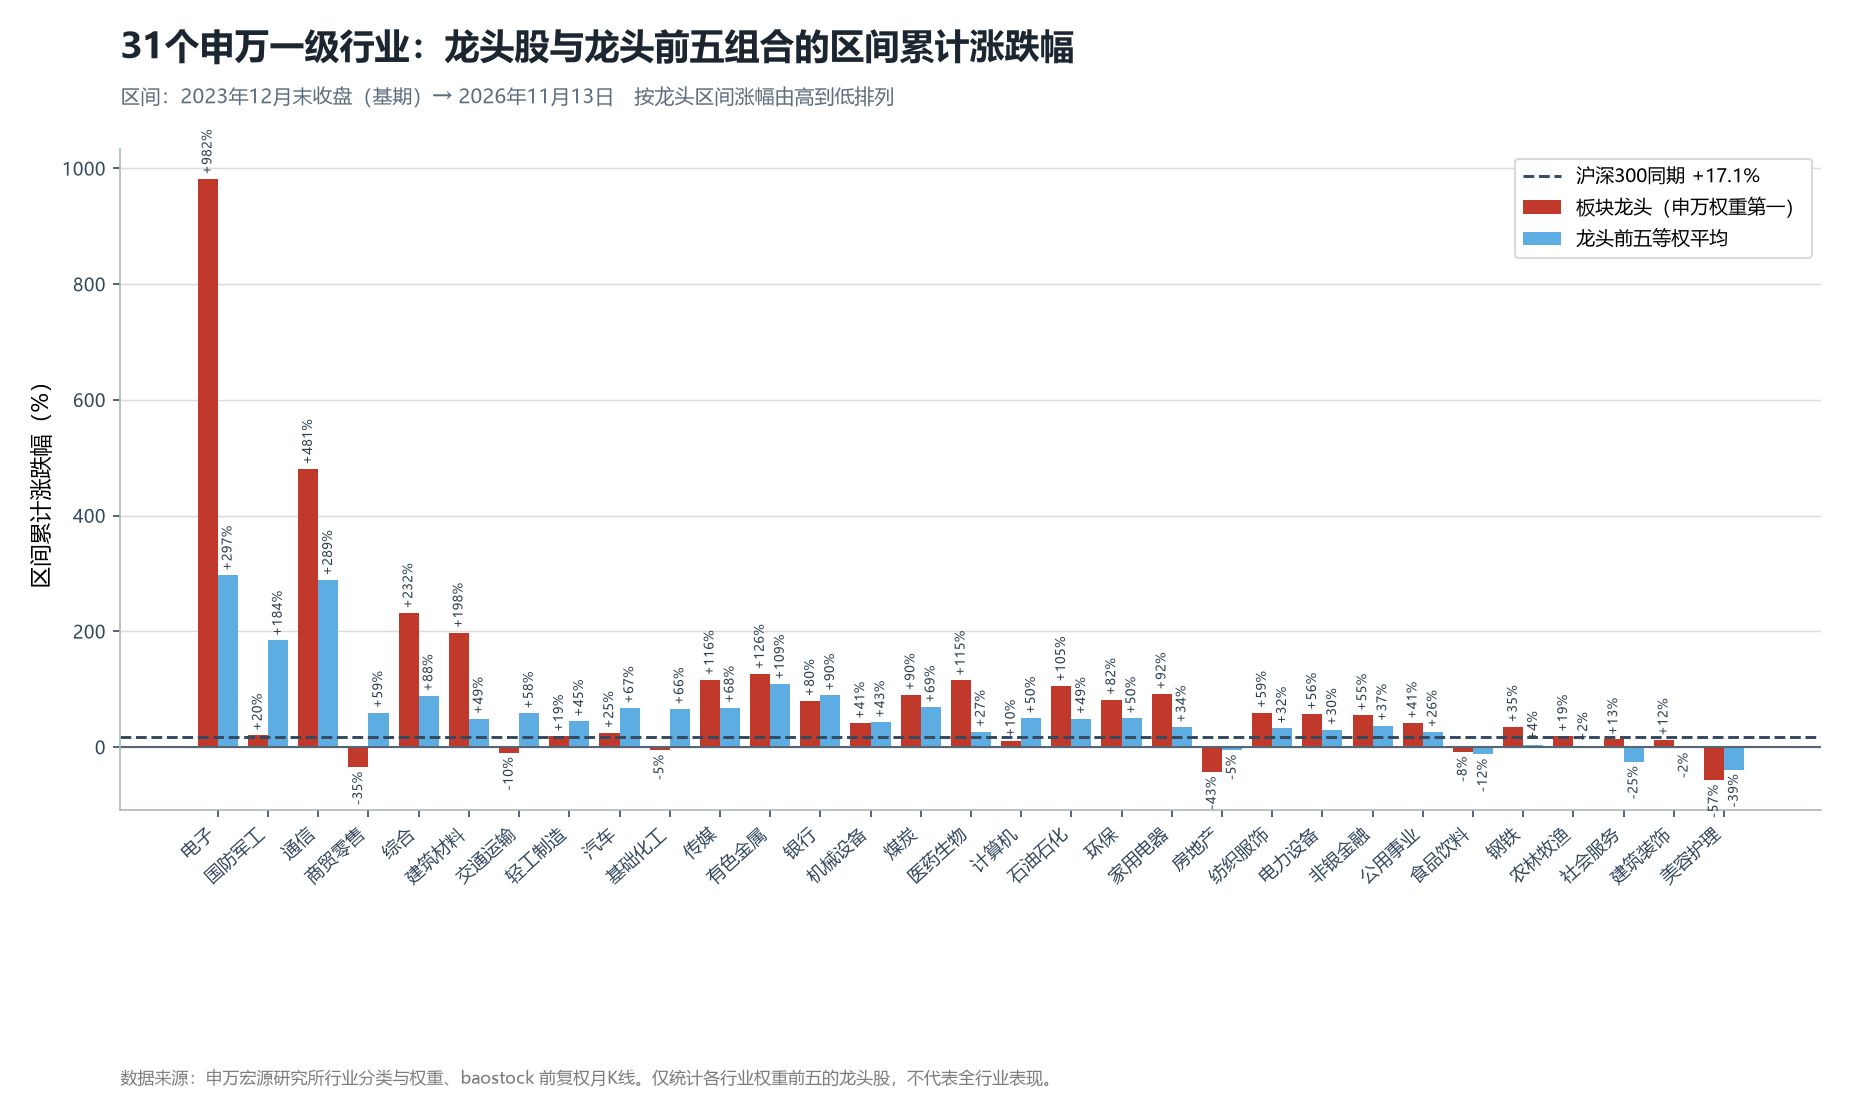 31个申万一级行业：龙头股与龙头前五组合的区间累计涨跌幅
区间：2023年12月末收盘（基期）→ 2026年11月13日　按龙头区间涨幅由高到低排列
沪深300同期 +17.1%
板块龙头（申万权重第一）
龙头前五等权平均
区间累计涨跌幅（%）
1000
800
600
400
200
0
+982%
+297%
+20%
+184%
+481%
+289%
-35%
+59%
+232%
+88%
+198%
+49%
-10%
+58%
+19%
+45%
+25%
+67%
-5%
+66%
+116%
+68%
+126%
+109%
+80%
+90%
+41%
+43%
+90%
+69%
+115%
+27%
+10%
+50%
+105%
+49%
+82%
+50%
+92%
+34%
-43%
-5%
+59%
+32%
+56%
+30%
+55%
+37%
+41%
+26%
-8%
-12%
+35%
+4%
+19%
+2%
+13%
-25%
+12%
-2%
-57%
-39%
电子
国防军工
通信
商贸零售
综合
建筑材料
交通运输
轻工制造
汽车
基础化工
传媒
有色金属
银行
机械设备
煤炭
医药生物
计算机
石油石化
环保
家用电器
房地产
纺织服饰
电力设备
非银金融
公用事业
食品饮料
钢铁
农林牧渔
社会服务
建筑装饰
美容护理
数据来源：申万宏源研究所行业分类与权重、baostock 前复权月K线。仅统计各行业权重前五的龙头股，不代表全行业表现。